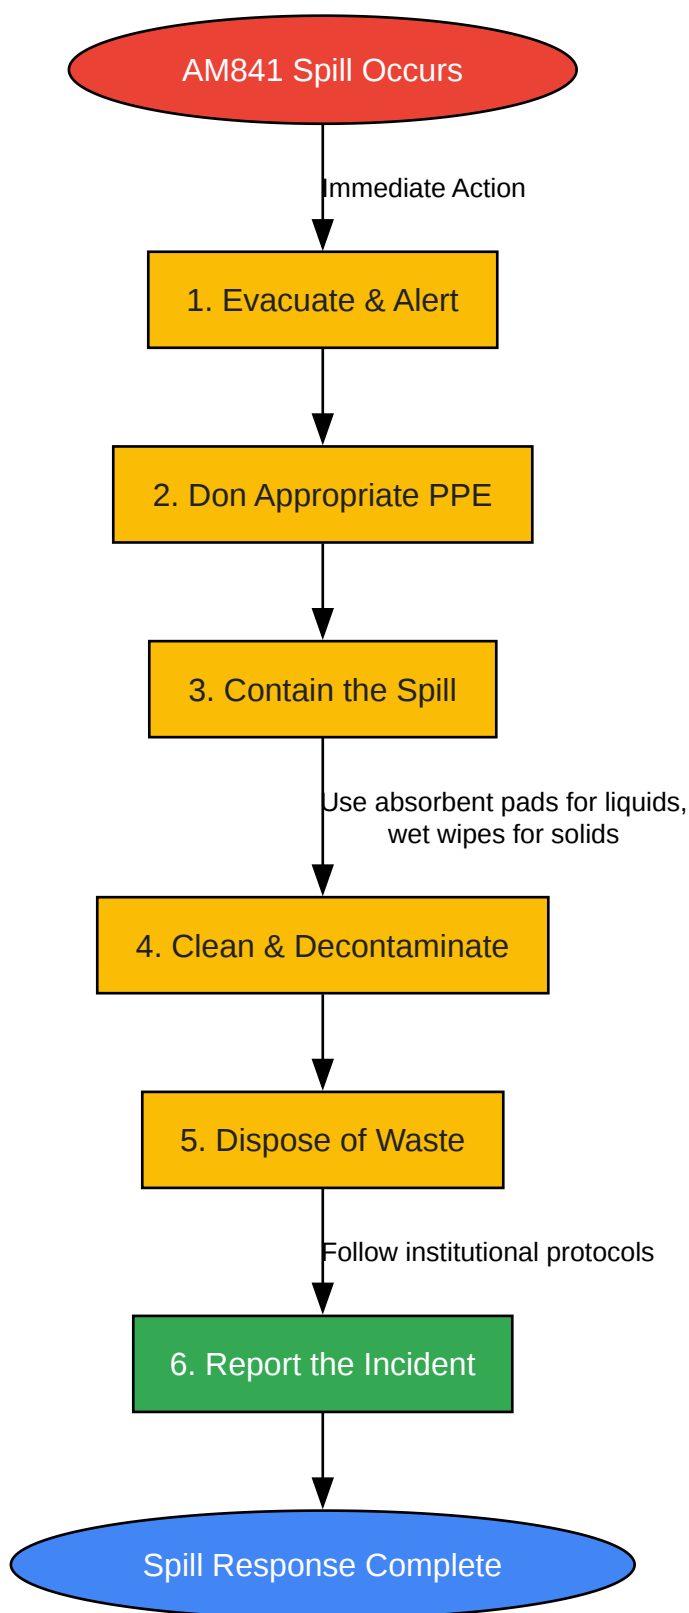 AM841 Spill Occurs
Immediate Action
1. Evacuate & Alert
2. Don Appropriate PPE
3. Contain the Spill
Use absorbent pads for liquids,
wet wipes for solids
4. Clean & Decontaminate
5. Dispose of Waste
Follow institutional protocols
6. Report the Incident
Spill Response Complete